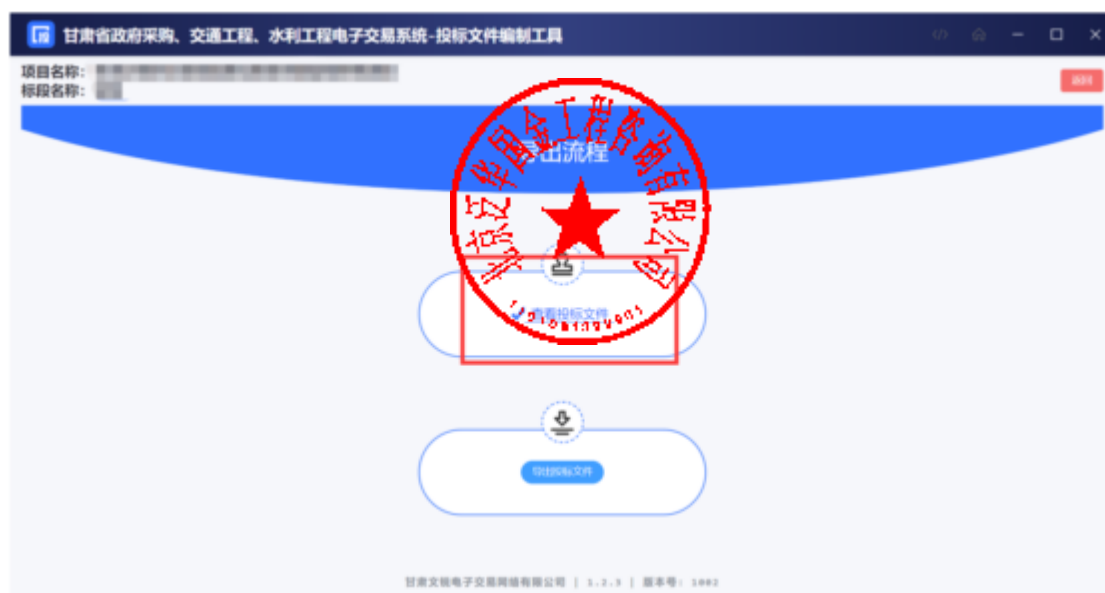 甘肃省政府采购、交通工程、水利工程电子交易系统-投标文件编制工具
项目名称：
标段名称：
返回
导出流程
北京泛华国金工程咨询有限公司
查看投标文件
导出投标文件
甘肃文锐电子交易网络有限公司 | 1.2.3 | 版本号: 1002